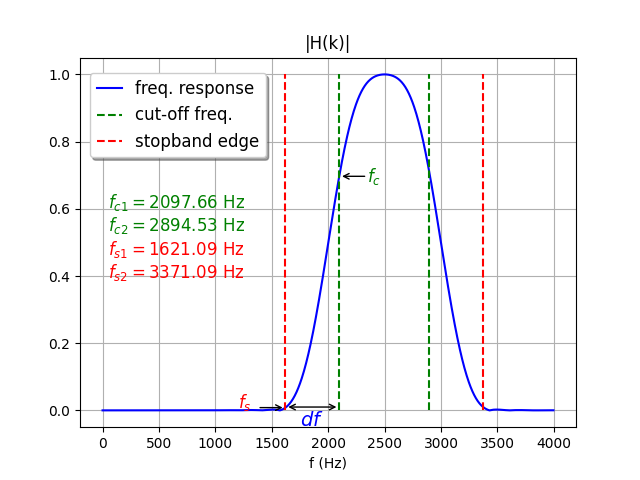 |H(k)|
1.0
0.8
0.6
0.4
0.2
0.0
freq. response
cut-off freq.
stopband edge
f_c
f_{c1} = 2097.66 Hz
f_{c2} = 2894.53 Hz
f_{s1} = 1621.09 Hz
f_{s2} = 3371.09 Hz
f_s
df
0 500 1000 1500 2000 2500 3000 3500 4000
f (Hz)